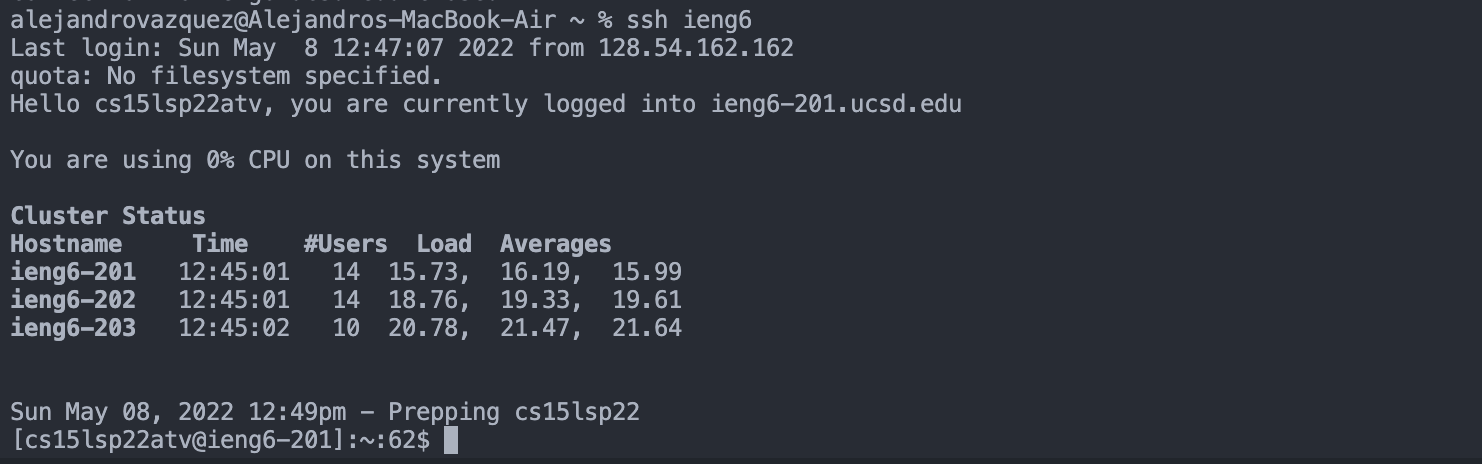 alejandrovazquez@Alejandros-MacBook-Air ~ % ssh ieng6
Last login: Sun May  8 12:47:07 2022 from 128.54.162.162
quota: No filesystem specified.
Hello cs15lsp22atv, you are currently logged into ieng6-201.ucsd.edu
You are using 0% CPU on this system
Cluster Status
Hostname     Time    #Users  Load  Averages
ieng6-201   12:45:01   14  15.73,  16.19,  15.99
ieng6-202   12:45:01   14  18.76,  19.33,  19.61
ieng6-203   12:45:02   10  20.78,  21.47,  21.64
Sun May 08, 2022 12:49pm - Prepping cs15lsp22
[cs15lsp22atv@ieng6-201]:~:62$